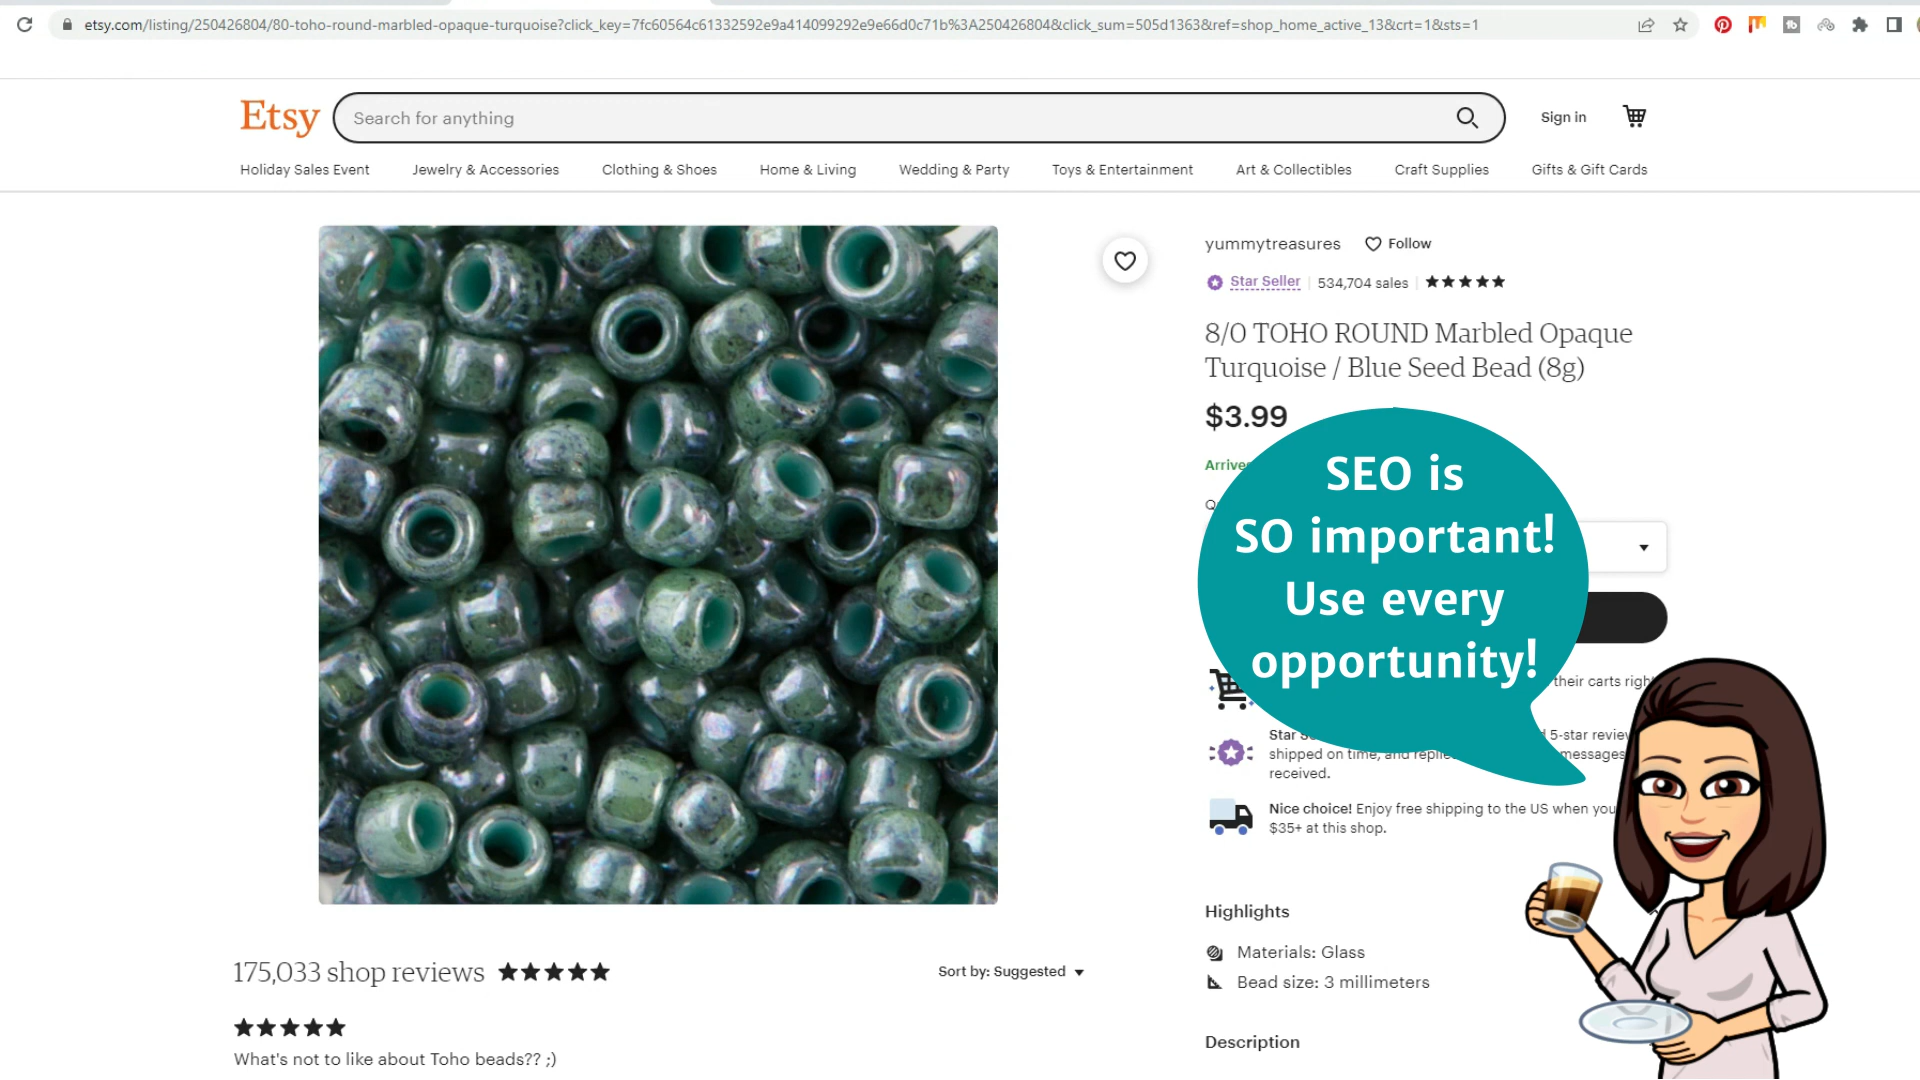 etsy.com/listing/250426804/80-toho-round-marbled-opaque-turquoise?click_key=7fc60564c61332592e9a414099292e9e66d0c71b%3A250426804&click_sum=505d1363&ref=shop_home_active_13&crt=1&sts=1
Etsy
Search for anything
Sign in
Holiday Sales Event
Jewelry & Accessories
Clothing & Shoes
Home & Living
Wedding & Party
Toys & Entertainment
Art & Collectibles
Craft Supplies
Gifts & Gift Cards
yummytreasures Follow
Star Seller 534,704 sales
8/0 TOHO ROUND Marbled Opaque
Turquoise / Blue Seed Bead (8g)
$3.99
SEO is
SO important!
Use every
opportunity!
their carts
5-star
shipped on time, and messages
received.
Nice choice! Enjoy free shipping to the US when you
$35+ at this shop.
Highlights
Materials: Glass
Bead size: 3 millimeters
Description
175,033 shop reviews
Sort by: Suggested
What's not to like about Toho beads?? ;)